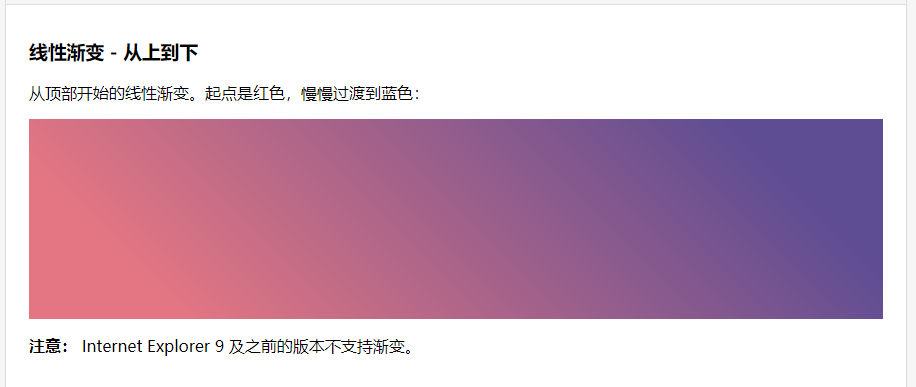 线性渐变 - 从上到下
从顶部开始的线性渐变。起点是红色，慢慢过渡到蓝色：
注意： Internet Explorer 9 及之前的版本不支持渐变。